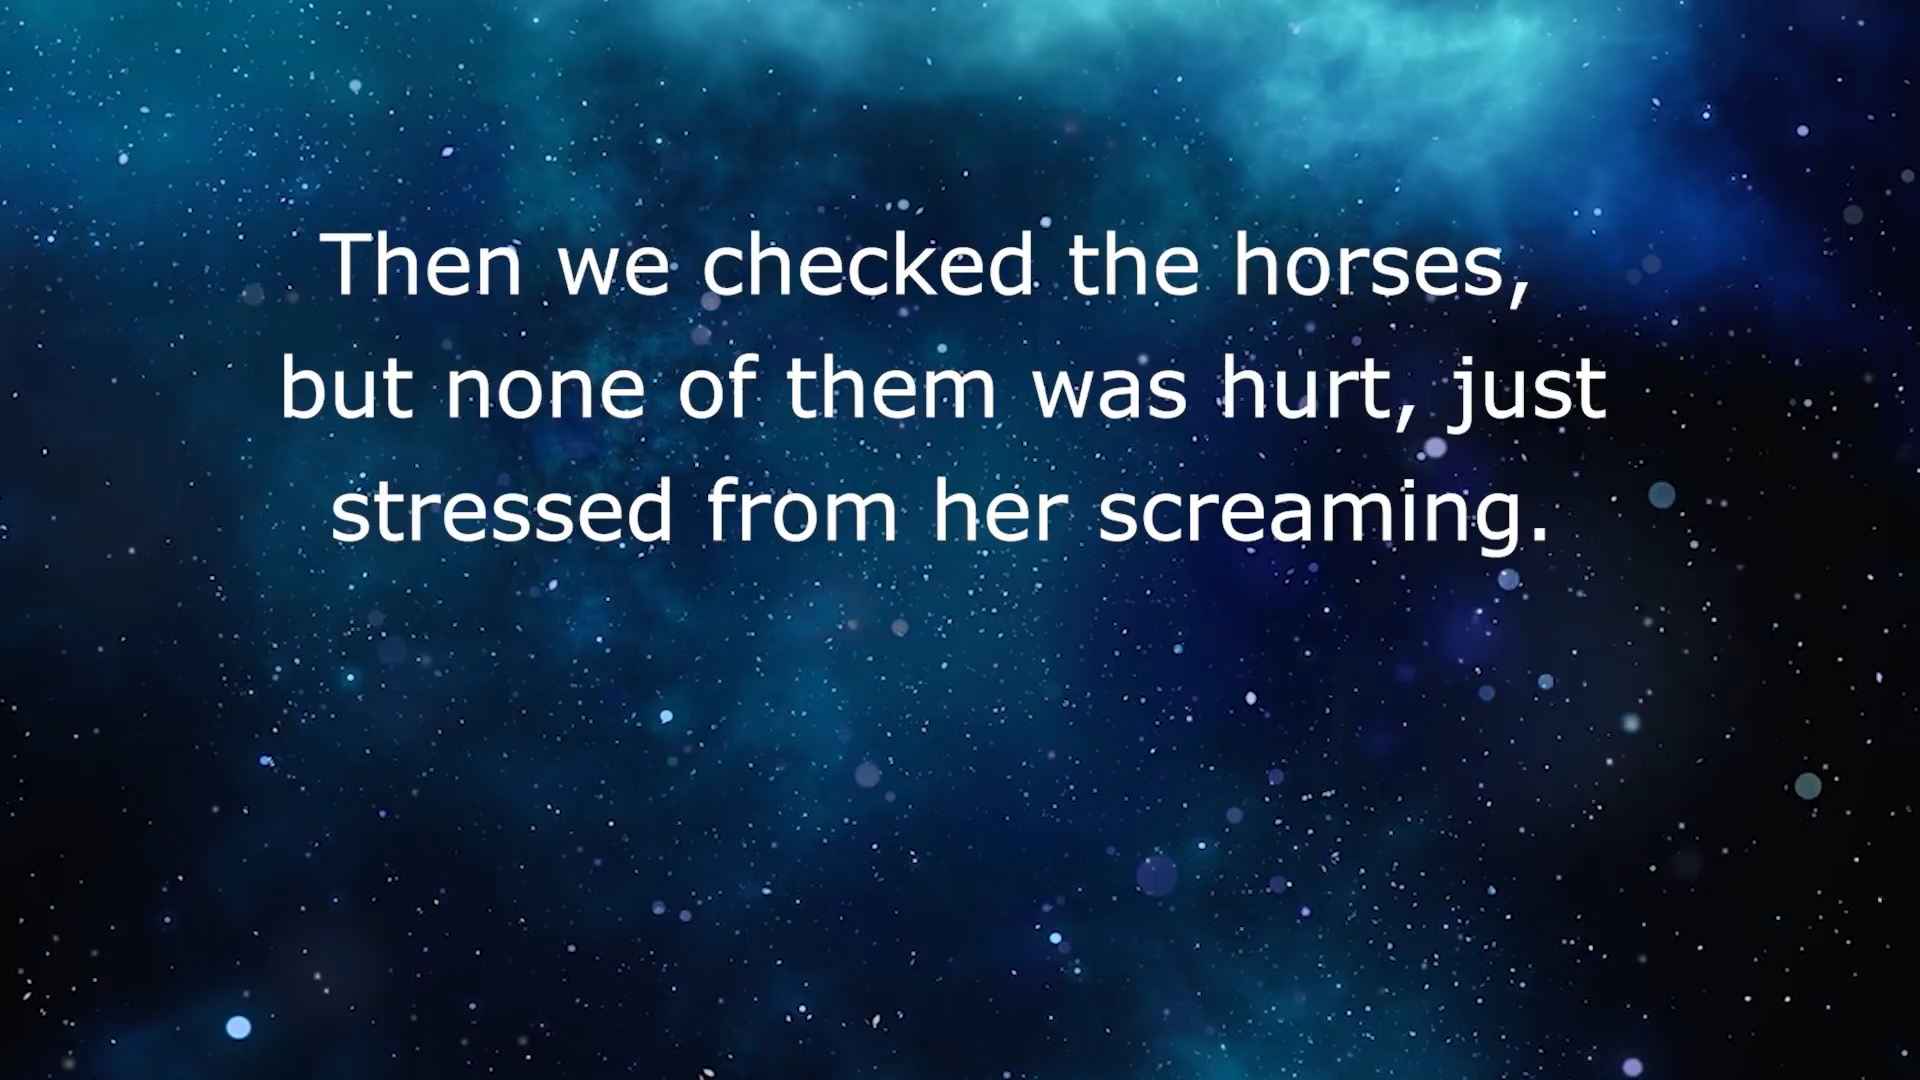 Then we checked the horses,
but none of them was hurt, just
stressed from her screaming.